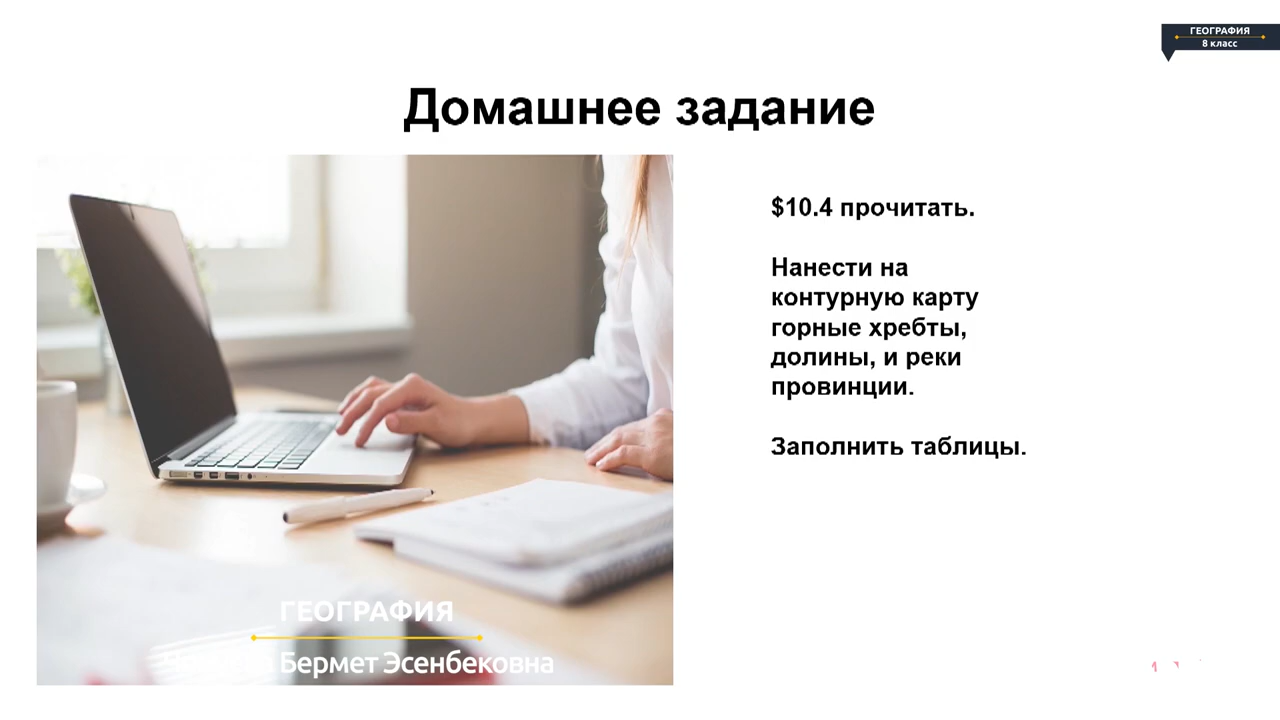 ГЕОГРАФИЯ
8 класс
Домашнее задание
$10.4 прочитать.
Нанести на
контурную карту
горные хребты,
долины, и реки
провинции.
Заполнить таблицы.
ГЕОГРАФИЯ
Бермет Эсенбековна